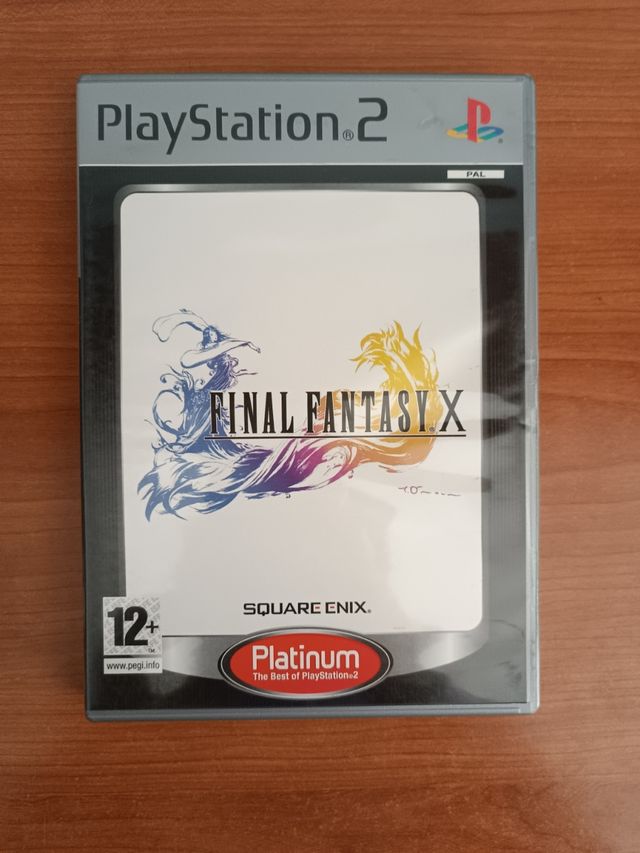 PlayStation®2
PAL
FINAL FANTASY.X
SQUARE ENIX®
12+
www.pegi.info
Platinum
The Best of PlayStation®2